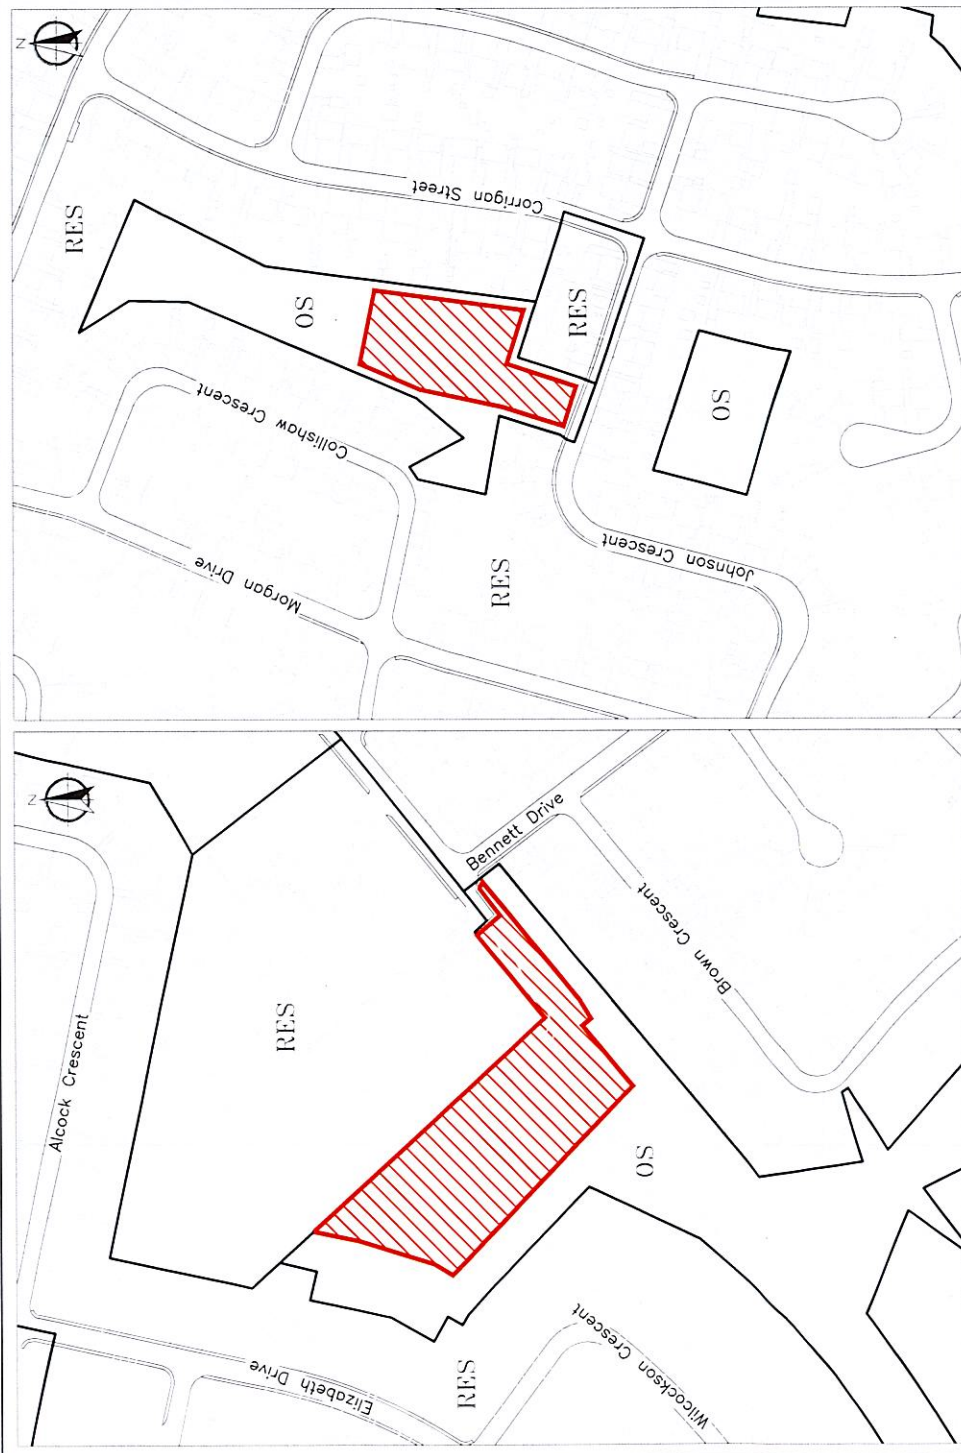 N
RES
Corrigan Street
OS
RES
Collishaw Crescent
OS
Johnson Crescent
RES
Morgan Drive
N
Bennett Drive
Brown Crescent
RES
Alcock Crescent
OS
Wilcockson Crescent
Elizabeth Drive
RES